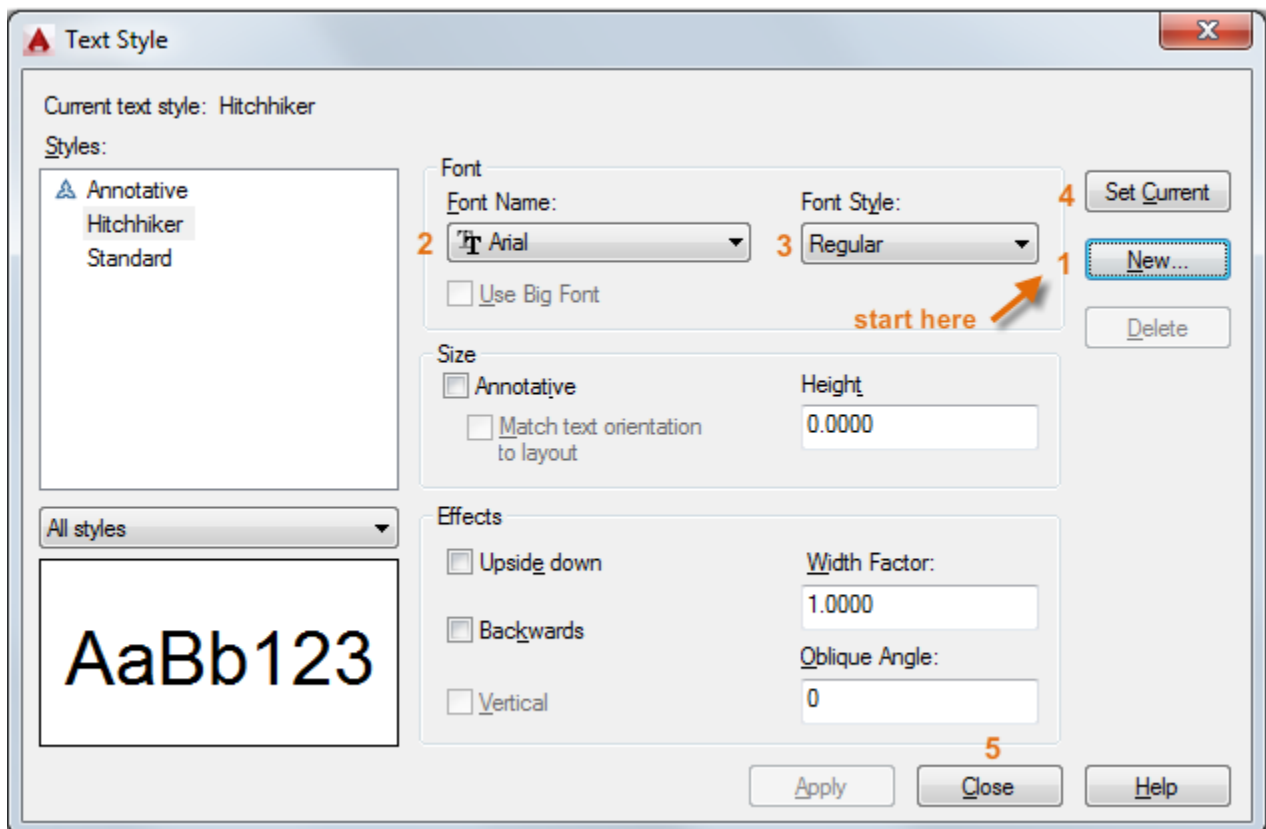 Text Style
X
Current text style: Hitchhiker
Styles:
Annotative
Hitchhiker
Standard
All styles
AaBb123
Font
Font Name:
2 Arial
Use Big Font
Font Style:
3 Regular
start here
4 Set Current
1 New...
Delete
Size
Annotative
Match text orientation
to layout
Height
0.0000
Effects
Upside down
Backwards
Vertical
Width Factor:
1.0000
Oblique Angle:
0
Apply
5
Close
Help